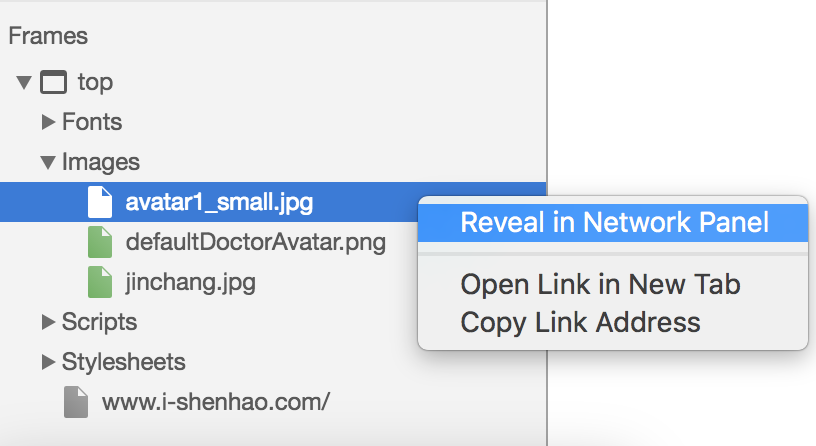 Frames
top
Fonts
Images
avatar1_small.jpg
Reveal in Network Panel
defaultDoctorAvatar.png
jinchang.jpg
Open Link in New Tab
Copy Link Address
Scripts
Stylesheets
www.i-shenhao.com/